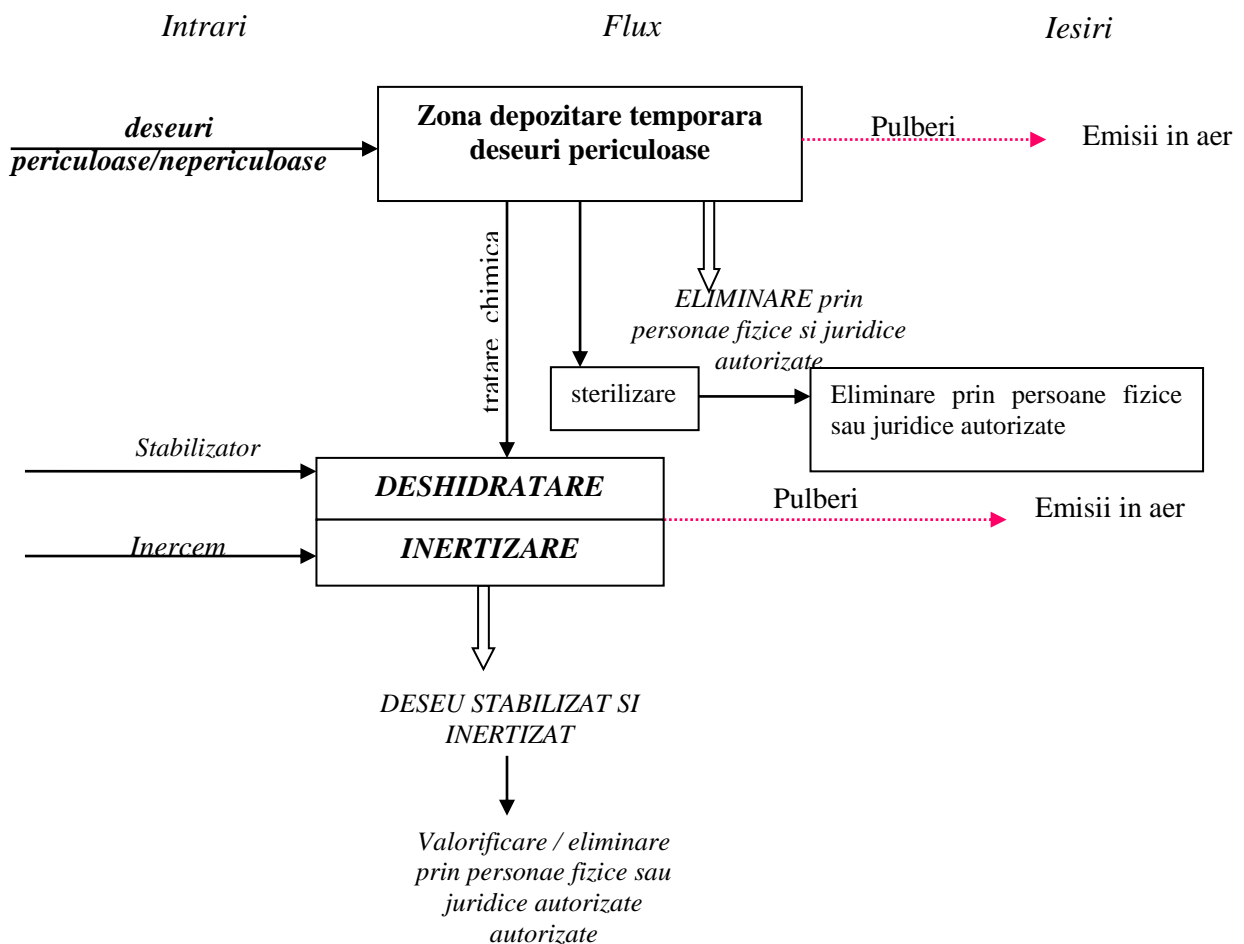 Intrari Flux Iesiri
Zona depozitare temporara
deseuri periculoase
deseuri
periculoase/nepericuloase
Pulberi
Emisii in aer
tratare chimica
ELIMINARE prin
personae fizice si juridice
autorizate
sterilizare
Eliminare prin persoane fizice
sau juridice autorizate
Stabilizator
DESHIDRATARE
Pulberi
Emisii in aer
Inercem
INERTIZARE
DESEU STABILIZAT SI
INERTIZAT
Valorificare / eliminare
prin personae fizice sau
juridice autorizate
autorizate